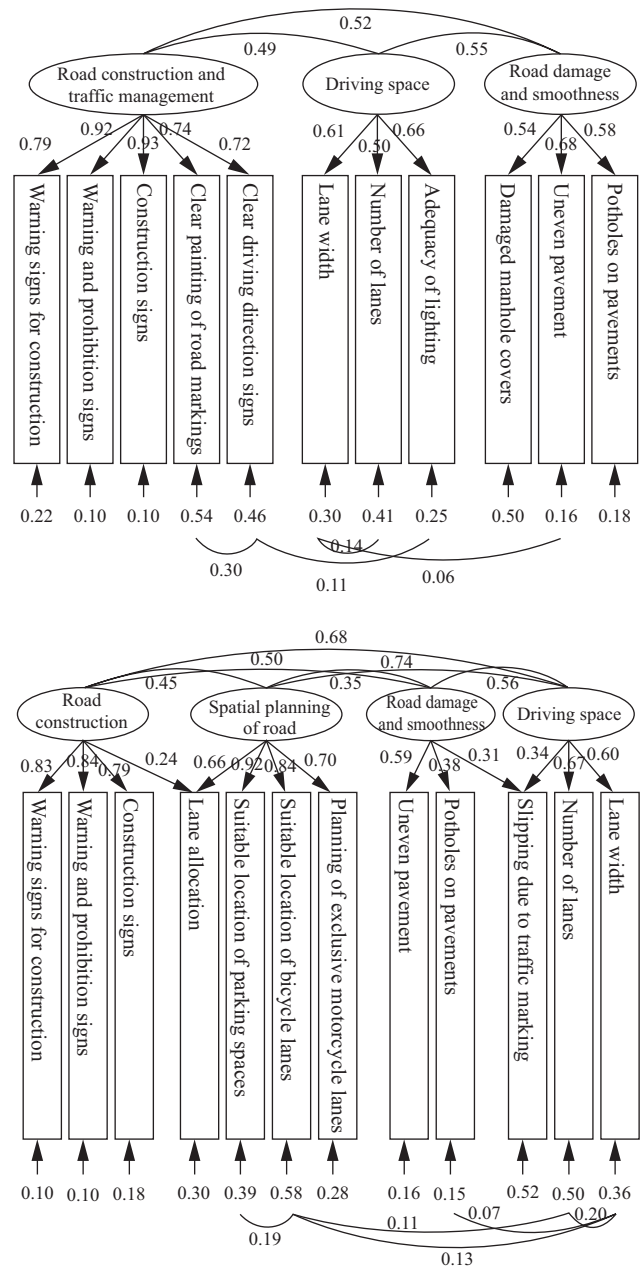 0.52
0.49
0.55
Road construction and
traffic management
Driving space
Road damage
and smoothness
0.79
0.92
0.93
0.74
0.72
0.61
0.50
0.66
0.54
0.68
0.58
Warning signs for construction
Warning and prohibition signs
Construction signs
Clear painting of road markings
Clear driving direction signs
Lane width
Number of lanes
Adequacy of lighting
Damaged manhole covers
Uneven pavement
Potholes on pavements
0.22
0.10
0.10
0.54
0.46
0.30
0.41
0.25
0.50
0.16
0.18
0.14
0.30
0.11
0.06
0.68
0.50
0.74
0.45
0.35
0.56
Road
construction
Spatial planning
of road
Road damage
and smoothness
Driving space
0.83
0.84
0.79
0.24
0.66
0.92
0.84
0.70
0.59
0.38
0.31
0.34
0.67
0.60
Warning signs for construction
Warning and prohibition signs
Construction signs
Lane allocation
Suitable location of parking spaces
Suitable location of bicycle lanes
Planning of exclusive motorcycle lanes
Uneven pavement
Potholes on pavements
Slipping due to traffic marking
Number of lanes
Lane width
0.10
0.10
0.18
0.30
0.39
0.58
0.28
0.16
0.15
0.52
0.50
0.36
0.11
0.07
0.20
0.19
0.13